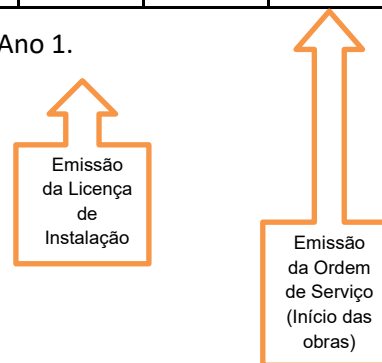 Ano 1.
Emissão
da Licença
de
Instalação
Emissão
da Ordem
de Serviço
(Início das
obras)